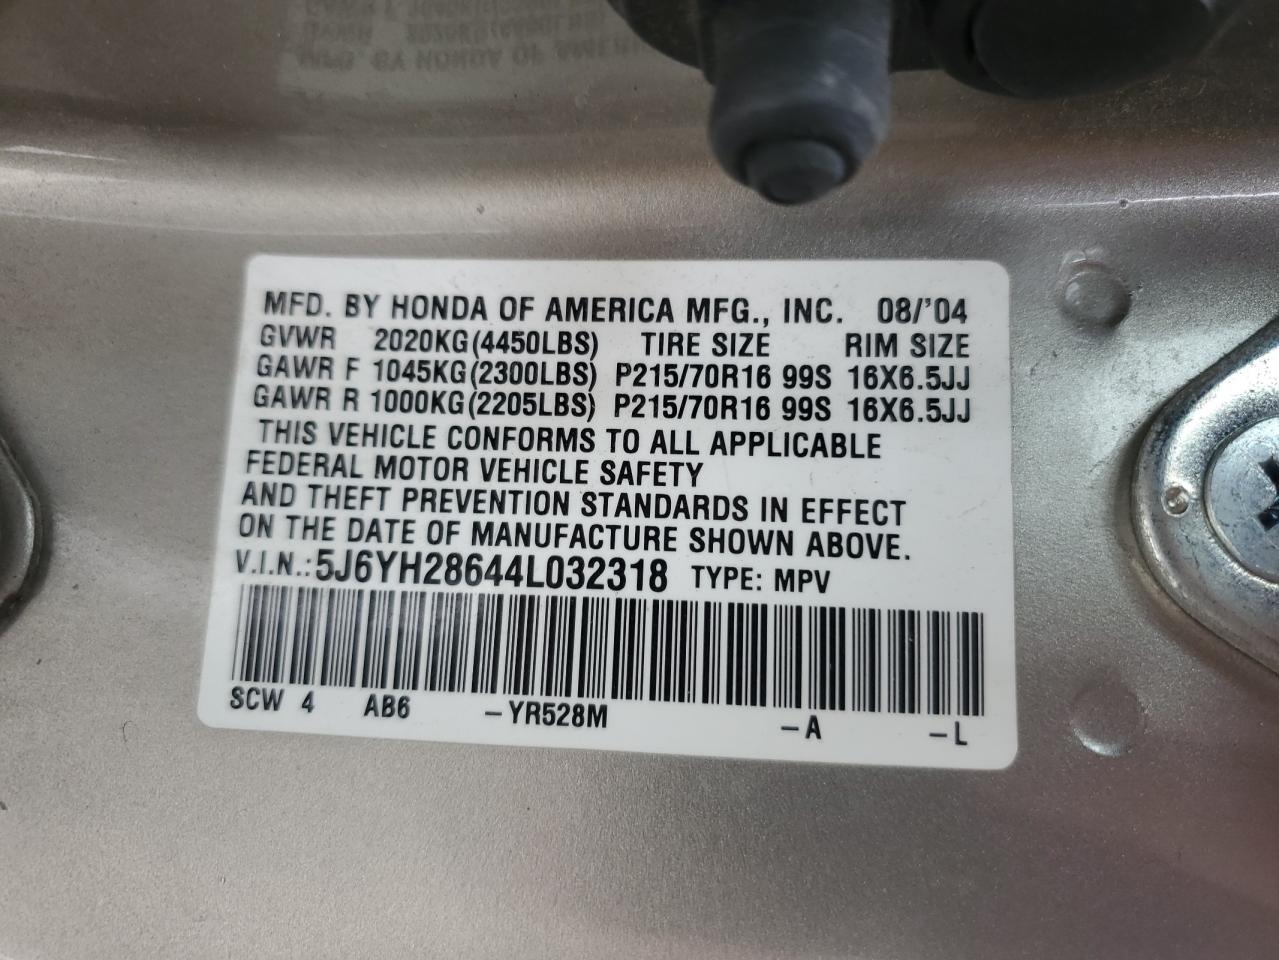 MFD. BY HONDA OF AMERICA MFG., INC. 08/'04
GVWR 2020KG(4450LBS) TIRE SIZE RIM SIZE
GAWR F 1045KG(2300LBS) P215/70R16 99S 16X6.5JJ
GAWR R 1000KG(2205LBS) P215/70R16 99S 16X6.5JJ
THIS VEHICLE CONFORMS TO ALL APPLICABLE
FEDERAL MOTOR VEHICLE SAFETY
AND THEFT PREVENTION STANDARDS IN EFFECT
ON THE DATE OF MANUFACTURE SHOWN ABOVE.
V.I.N.: 5J6YH28644L032318 TYPE: MPV
SCW 4 AB6 -YR528M -A -L